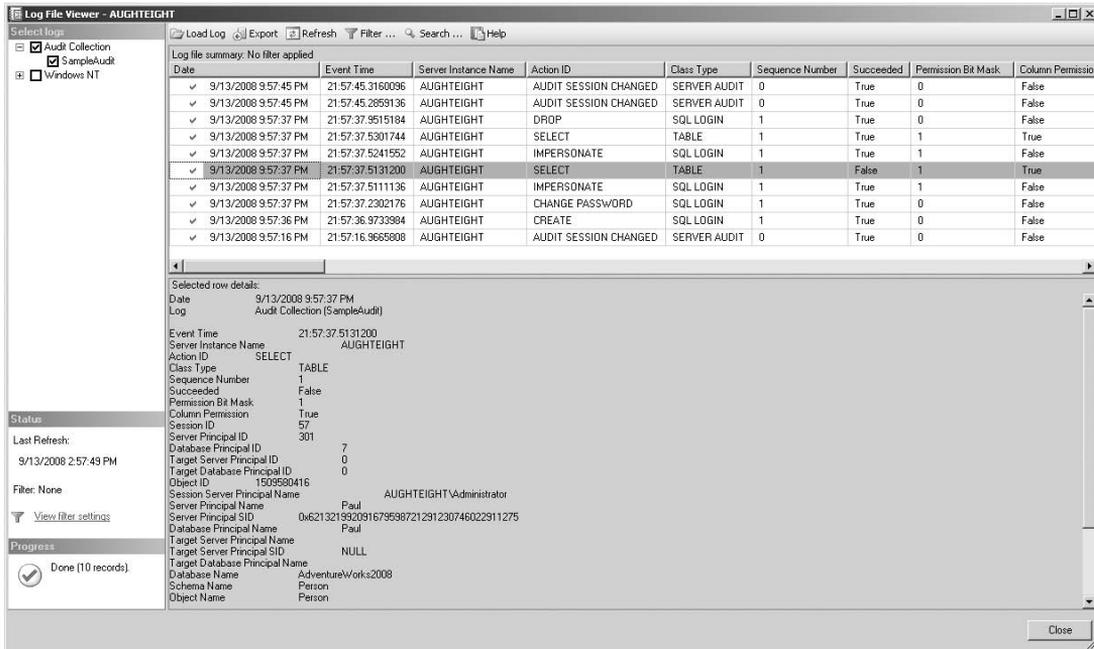 Log File Viewer - AUGHTEIGHT
Select logs
Audit Collection
SampleAudit
Windows NT
Load Log Export Refresh Filter ... Search ... Help
Log file summary: No filter applied
Date Event Time Server Instance Name Action ID Class Type Sequence Number Succeeded Permission Bit Mask Column Permissio
9/13/2008 9:57:45 PM 21:57:45.3160096 AUGHTEIGHT AUDIT SESSION CHANGED SERVER AUDIT 0 True 0 False
9/13/2008 9:57:45 PM 21:57:45.2859136 AUGHTEIGHT AUDIT SESSION CHANGED SERVER AUDIT 0 True 0 False
9/13/2008 9:57:37 PM 21:57:37.9515184 AUGHTEIGHT DROP SQL LOGIN 1 True 0 False
9/13/2008 9:57:37 PM 21:57:37.5301744 AUGHTEIGHT SELECT TABLE 1 True 1 True
9/13/2008 9:57:37 PM 21:57:37.5241552 AUGHTEIGHT IMPERSONATE SQL LOGIN 1 True 1 False
9/13/2008 9:57:37 PM 21:57:37.5131200 AUGHTEIGHT SELECT TABLE 1 False 1 True
9/13/2008 9:57:37 PM 21:57:37.5111136 AUGHTEIGHT IMPERSONATE SQL LOGIN 1 True 1 False
9/13/2008 9:57:37 PM 21:57:37.2302176 AUGHTEIGHT CHANGE PASSWORD SQL LOGIN 1 True 0 False
9/13/2008 9:57:36 PM 21:57:36.9733984 AUGHTEIGHT CREATE SQL LOGIN 1 True 0 False
9/13/2008 9:57:16 PM 21:57:16.9665808 AUGHTEIGHT AUDIT SESSION CHANGED SERVER AUDIT 0 True 0 False
Selected row details:
Date 9/13/2008 9:57:37 PM
Log Audit Collection (SampleAudit)
Event Time 21:57:37.5131200
Server Instance Name AUGHTEIGHT
Action ID SELECT
Class Type TABLE
Sequence Number 1
Succeeded False
Permission Bit Mask 1
Column Permission True
Session ID 57
Server Principal ID 301
Database Principal ID 7
Target Server Principal ID 0
Target Database Principal ID 0
Object ID 1509580416
Session Server Principal Name AUGHTEIGHT\Administrator
Server Principal Name Paul
Server Principal SID 0x62132199209167959872129123074602291​1275
Database Principal Name Paul
Target Server Principal Name
Target Server Principal SID NULL
Target Database Principal Name
Database Name AdventureWorks2008
Schema Name Person
Object Name Person
Status
Last Refresh:
9/13/2008 2:57:49 PM
Filter: None
View filter settings
Progress
Done (10 records).
Close